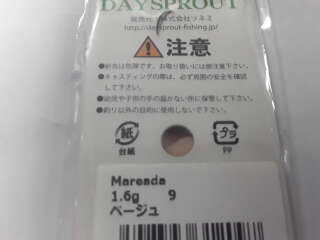 DAYSPROUT
発売元：株式会社ツネミ
http://daysprout-fishing.jp/
注意
●針先は危険です。お取り扱いには御注意下さい。
●キャスティングの際は、必ず周囲の安全を確認
して下さい。
●幼児や子供の手の届かない所に保管して下さい。
●釣り以外の目的に使用しないで下さい。
紙
台紙
プラ
PP
Mareada
1.6g 9
ベージュ